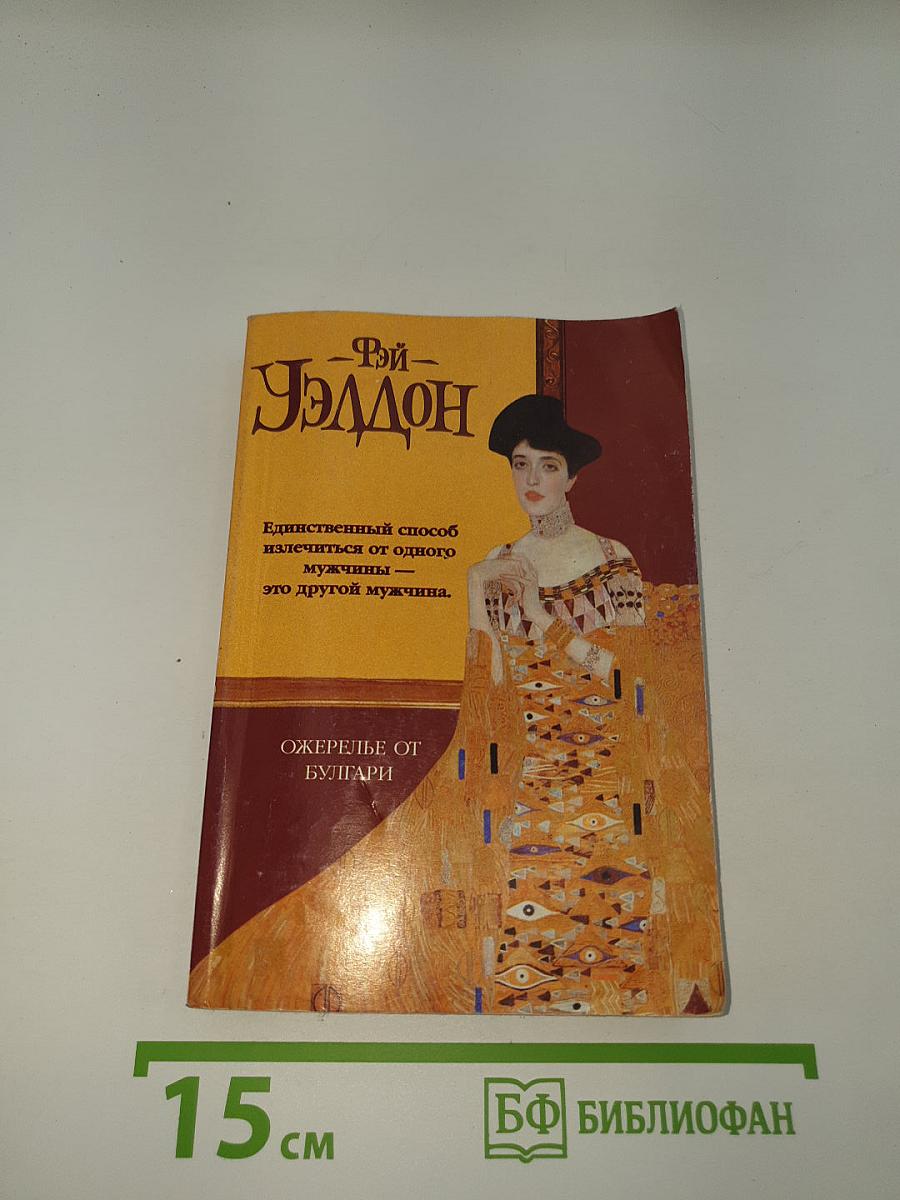 Фэй
Уэлдон
Единственный способ
излечиться от одного
мужчины —
это другой мужчина.
ОЖЕРЕЛЬЕ ОТ
БУЛГАРИ
15 см
БФ БИБЛИОФАН